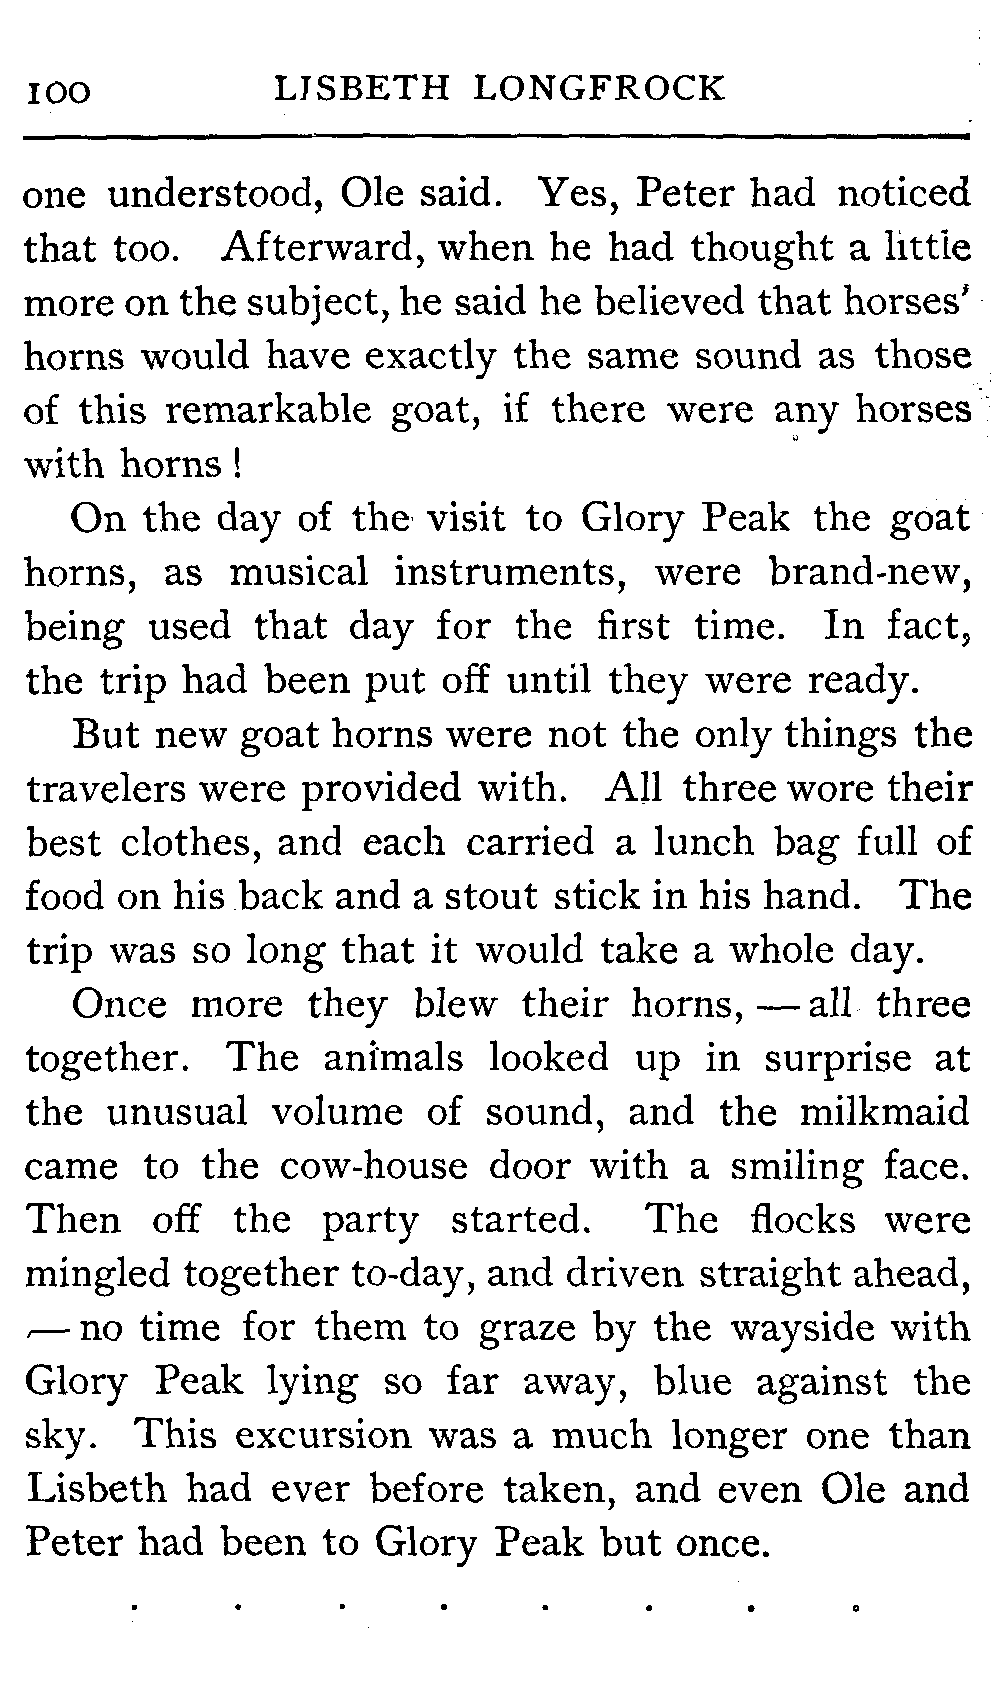 100 LISBETH LONGFROCK
one understood, Ole said. Yes, Peter had noticed
that too. Afterward, when he had thought a little
more on the subject, he said he believed that horses'
horns would have exactly the same sound as those
of this remarkable goat, if there were any horses
with horns!
On the day of the visit to Glory Peak the goat
horns, as musical instruments, were brand-new,
being used that day for the first time. In fact,
the trip had been put off until they were ready.
But new goat horns were not the only things the
travelers were provided with. All three wore their
best clothes, and each carried a lunch bag full of
food on his back and a stout stick in his hand. The
trip was so long that it would take a whole day.
Once more they blew their horns, — all three
together. The animals looked up in surprise at
the unusual volume of sound, and the milkmaid
came to the cow-house door with a smiling face.
Then off the party started. The flocks were
mingled together to-day, and driven straight ahead,
— no time for them to graze by the wayside with
Glory Peak lying so far away, blue against the
sky. This excursion was a much longer one than
Lisbeth had ever before taken, and even Ole and
Peter had been to Glory Peak but once.
. . . . . . . .